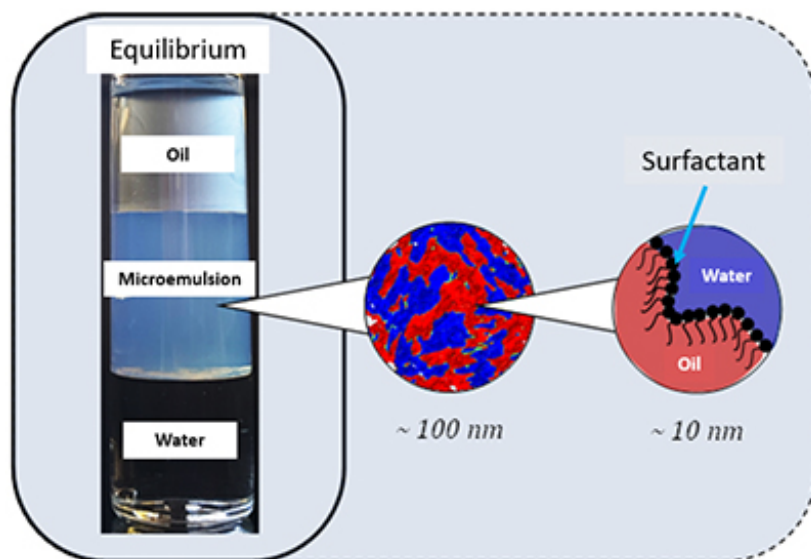 Equilibrium
Oil
Microemulsion
Water
Surfactant
Water
Oil
~ 100 nm
~ 10 nm